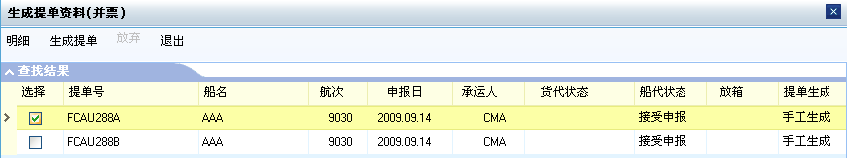 生成提单资料(并票)
明细 生成提单 放弃 退出
查找结果
选择 提单号 船名 航次 申报日 承运人 货代状态 船代状态 放箱 提单生成
FCAU288A AAA 9030 2009.09.14 CMA 接受申报 手工生成
FCAU288B AAA 9030 2009.09.14 CMA 接受申报 手工生成